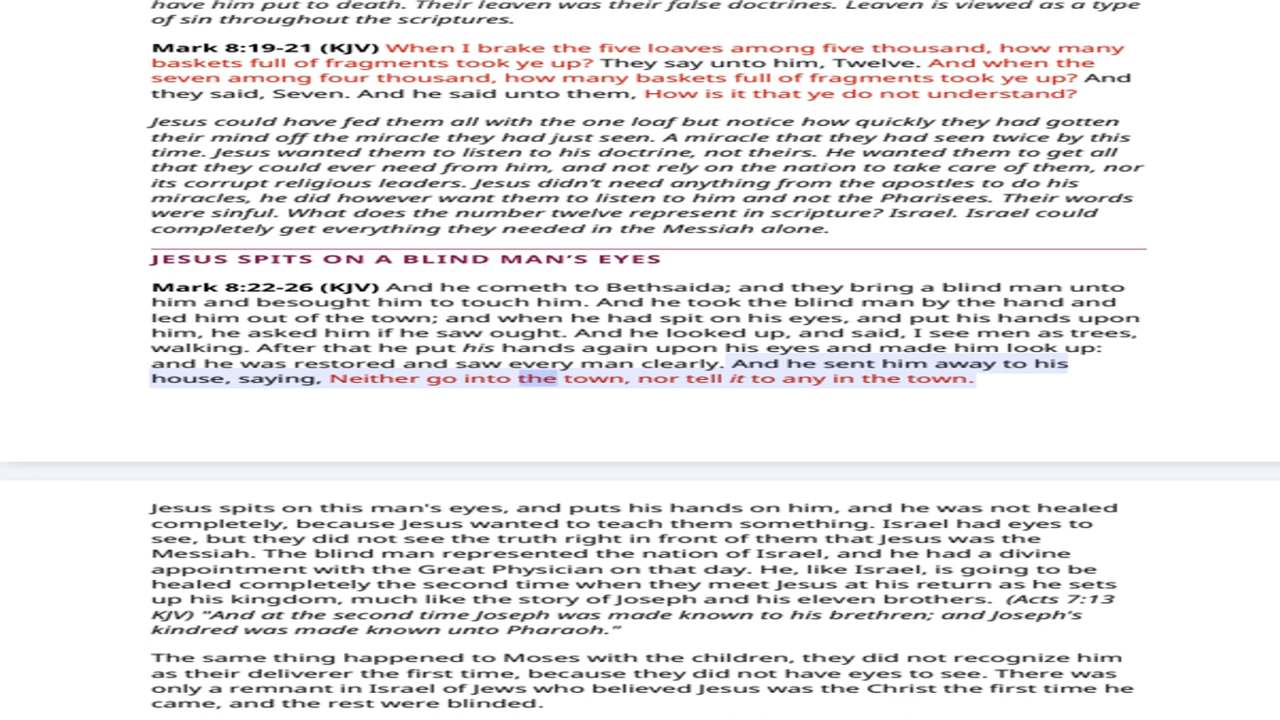 have him put to death. Their leaven was their false doctrines. Leaven is viewed as a type
of sin throughout the scriptures.
Mark 8:19-21 (KJV) When I brake the five loaves among five thousand, how many
baskets full of fragments took ye up? They say unto him, Twelve. And when the
seven among four thousand, how many baskets full of fragments took ye up? And
they said, Seven. And he said unto them, How is it that ye do not understand?
Jesus could have fed them all with the one loaf but notice how quickly they had gotten
their mind off the miracle they had just seen. A miracle that they had seen twice by this
time. Jesus wanted them to listen to his doctrine, not theirs. He wanted them to get all
that they could ever need from him, and not rely on the nation to take care of them, nor
its corrupt religious leaders. Jesus didn't need anything from the apostles to do his
miracles, he did however want them to listen to him and not the Pharisees. Their words
were sinful. What does the number twelve represent in scripture? Israel. Israel could
completely get everything they needed in the Messiah alone.
JESUS SPITS ON A BLIND MAN'S EYES
Mark 8:22-26 (KJV) And he cometh to Bethsaida; and they bring a blind man unto
him and besought him to touch him. And he took the blind man by the hand and
led him out of the town; and when he had spit on his eyes, and put his hands upon
him, he asked him if he saw ought. And he looked up, and said, I see men as trees,
walking. After that he put his hands again upon his eyes and made him look up:
and he was restored and saw every man clearly. And he sent him away to his
house, saying, Neither go into the town, nor tell it to any in the town.
Jesus spits on this man's eyes, and puts his hands on him, and he was not healed
completely, because Jesus wanted to teach them something. Israel had eyes to
see, but they did not see the truth right in front of them that Jesus was the
Messiah. The blind man represented the nation of Israel, and he had a divine
appointment with the Great Physician on that day. He, like Israel, is going to be
healed completely the second time when they meet Jesus at his return as he sets
up his kingdom, much like the story of Joseph and his eleven brothers. (Acts 7:13
KJV) "And at the second time Joseph was made known to his brethren; and Joseph's
kindred was made known unto Pharaoh."
The same thing happened to Moses with the children, they did not recognize him
as their deliverer the first time, because they did not have eyes to see. There was
only a remnant in Israel of Jews who believed Jesus was the Christ the first time he
came, and the rest were blinded.